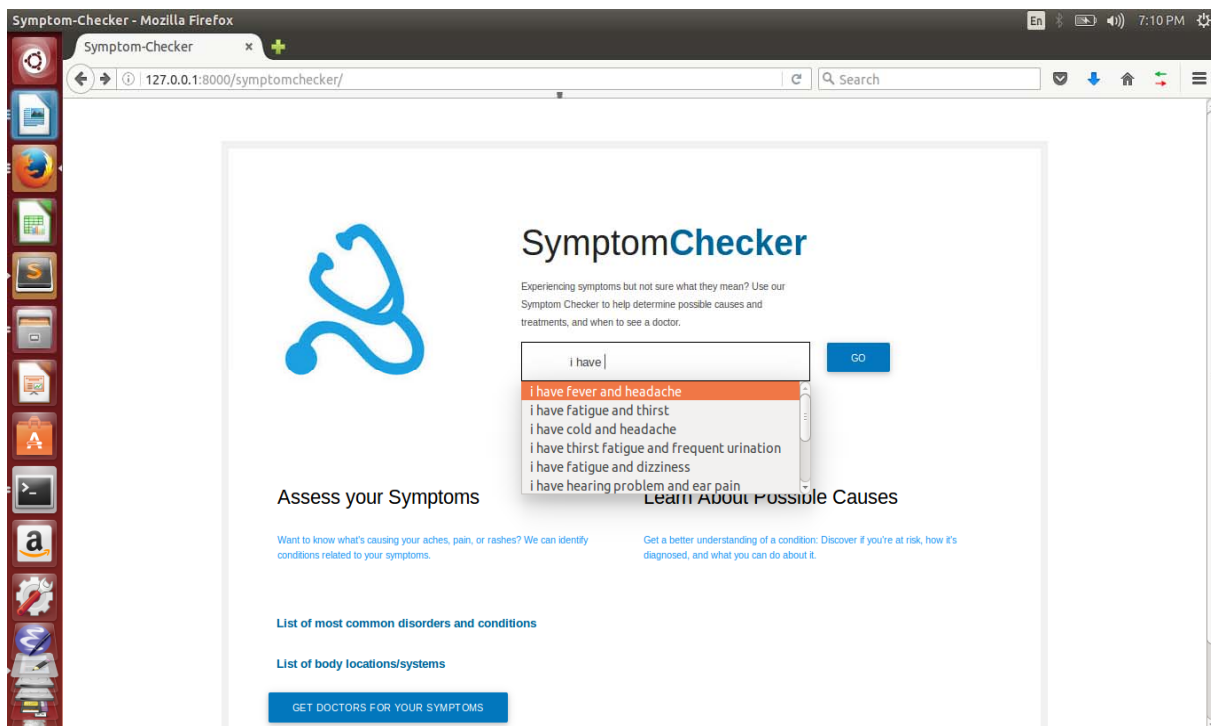 Symptom-Checker - Mozilla Firefox
En
7:10 PM
Symptom-Checker
127.0.0.1:8000/symptomchecker/
Search
SymptomChecker
Experiencing symptoms but not sure what they mean? Use our
Symptom Checker to help determine possible causes and
treatments, and when to see a doctor.
i have
GO
i have fever and headache
i have fatigue and thirst
i have cold and headache
i have thirst fatigue and frequent urination
i have fatigue and dizziness
i have hearing problem and ear pain
Assess your Symptoms
Learn About Possible Causes
Want to know what's causing your aches, pain, or rashes? We can identify
conditions related to your symptoms.
Get a better understanding of a condition: Discover if you're at risk, how it's
diagnosed, and what you can do about it.
List of most common disorders and conditions
List of body locations/systems
GET DOCTORS FOR YOUR SYMPTOMS